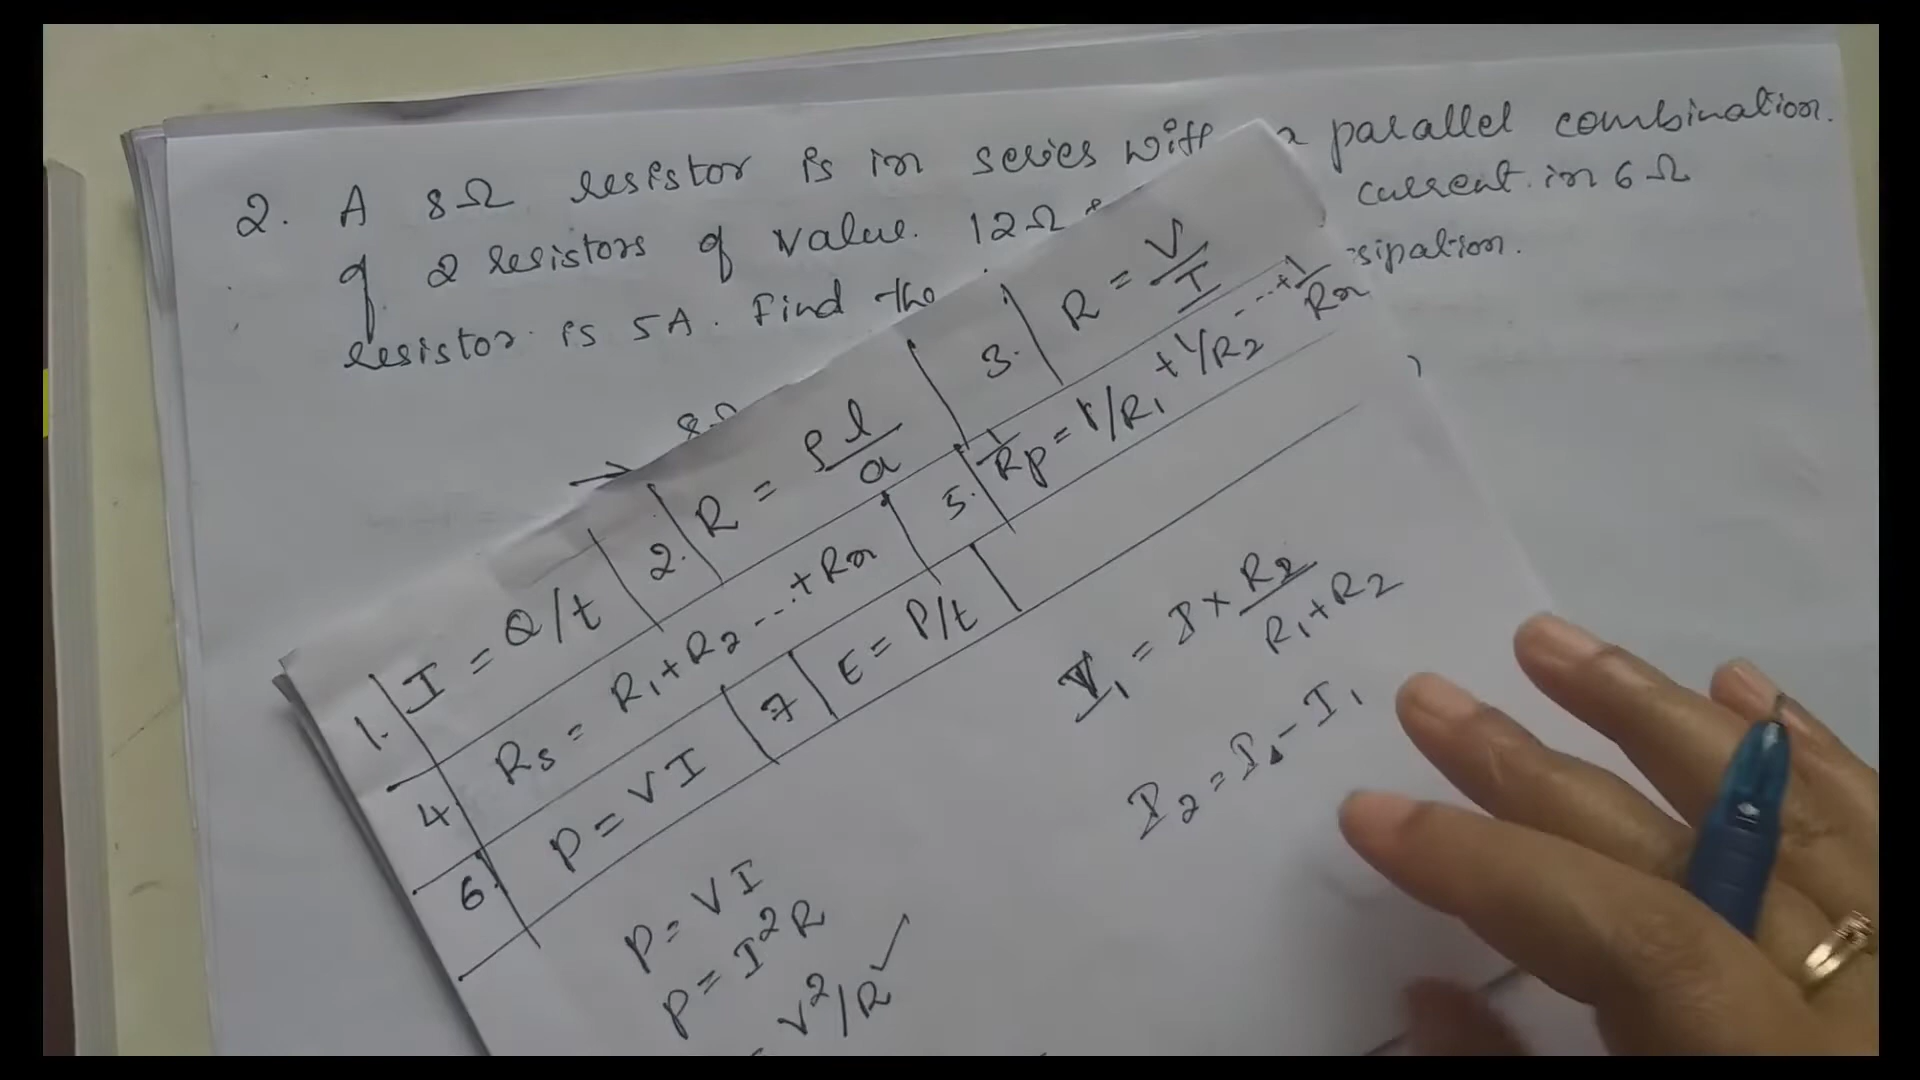 2. A 8Ω resistor is in series with a parallel combination.
of 2 resistors of value. 12Ω current in 6Ω
resistor is 5A. Find the
8Ω
1. I = Q/t 2. R = ρl/a 3. R = V/I
4. Rs = R1+R2----+Rn 5. 1/Rp = 1/R1 + 1/R2 ---+ 1/Rn
6. P = VI 7 E = P/t
P = VI
P = I²R
V²/R ✓
I1 = I × R2/R1+R2
I2 = I - I1